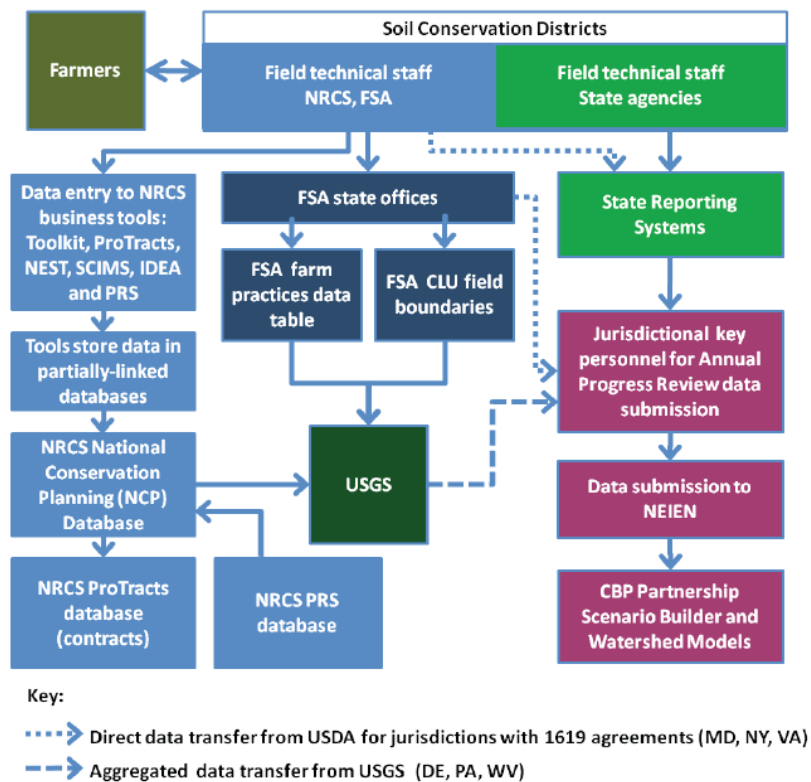 Soil Conservation Districts
Farmers
Field technical staff
NRCS, FSA
Field technical staff
State agencies
Data entry to NRCS
business tools:
Toolkit, ProTracts,
NEST, SCIMS, IDEA
and PRS
FSA state offices
State Reporting
Systems
FSA farm
practices data
table
FSA CLU field
boundaries
Tools store data in
partially-linked
databases
Jurisdictional key
personnel for Annual
Progress Review data
submission
NRCS National
Conservation
Planning (NCP)
Database
USGS
Data submission to
NEIEN
NRCS ProTracts
database
(contracts)
NRCS PRS
database
CBP Partnership
Scenario Builder and
Watershed Models
Key:
Direct data transfer from USDA for jurisdictions with 1619 agreements (MD, NY, VA)
Aggregated data transfer from USGS (DE, PA, WV)